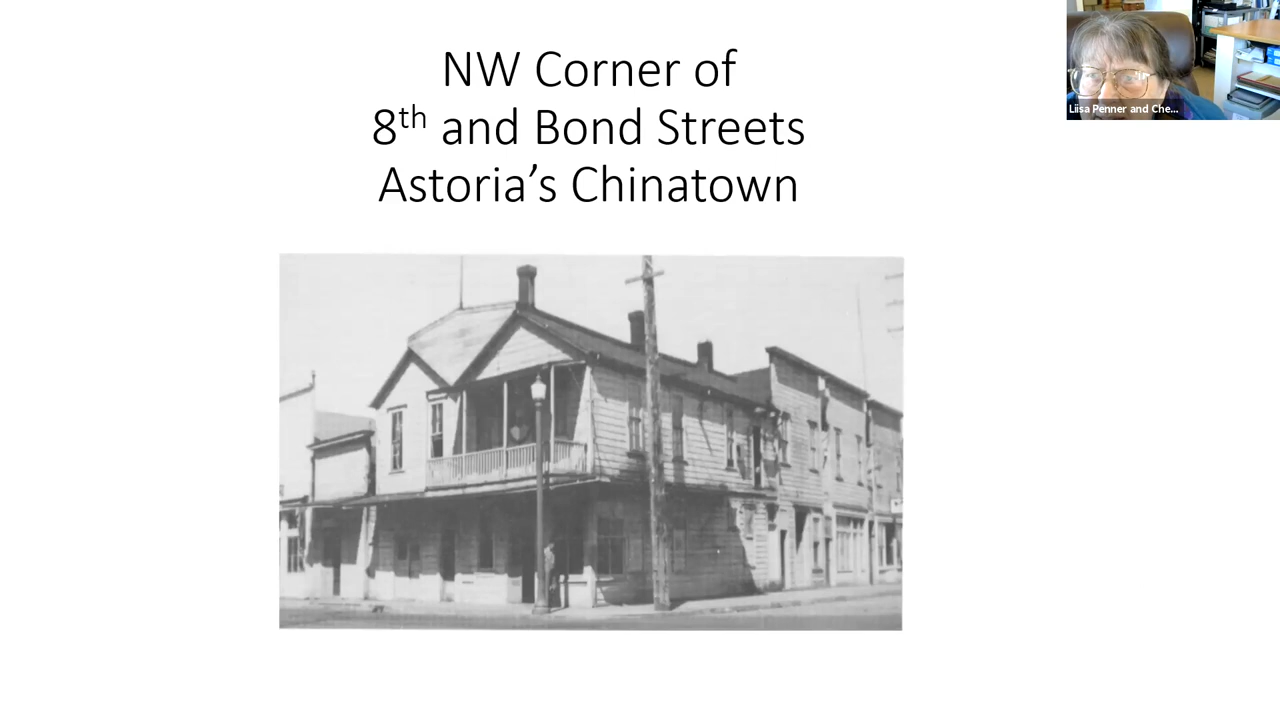 NW Corner of
8th and Bond Streets
Astoria’s Chinatown
Liisa Penner and Che...